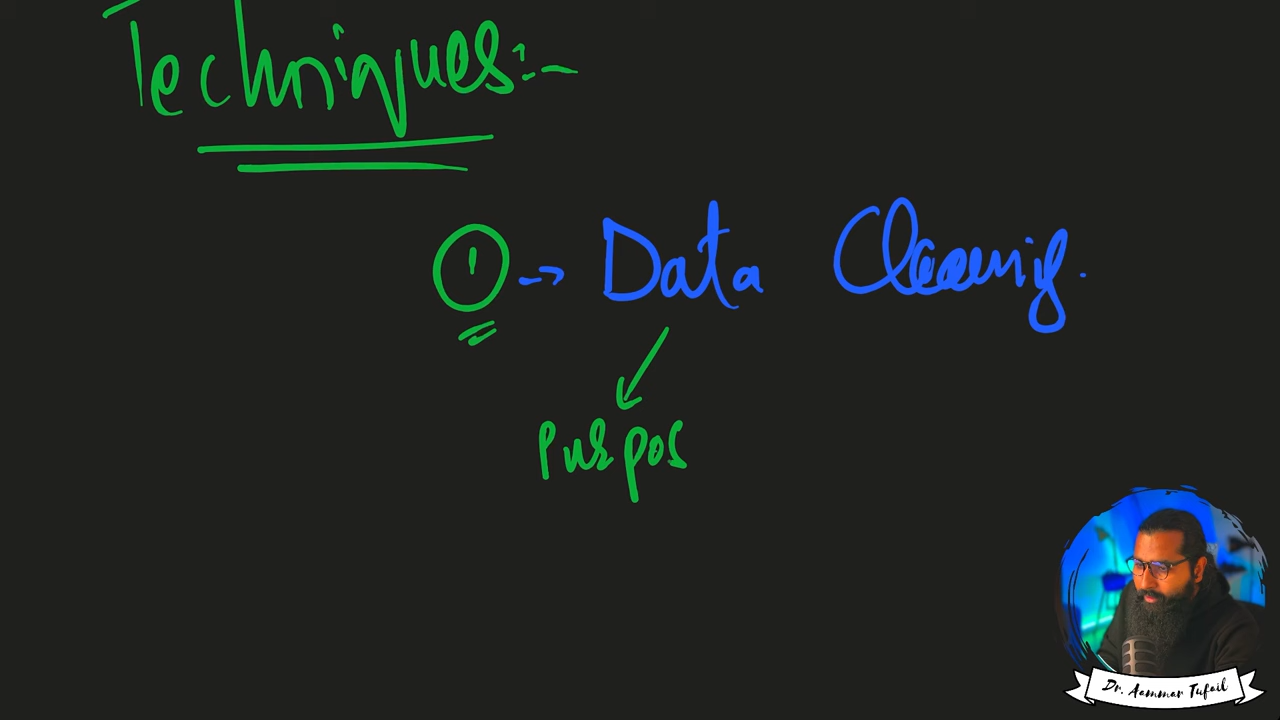 Techniques:-
1 → Data Cleaning.
Purpos
Dr. Aammar Tufail